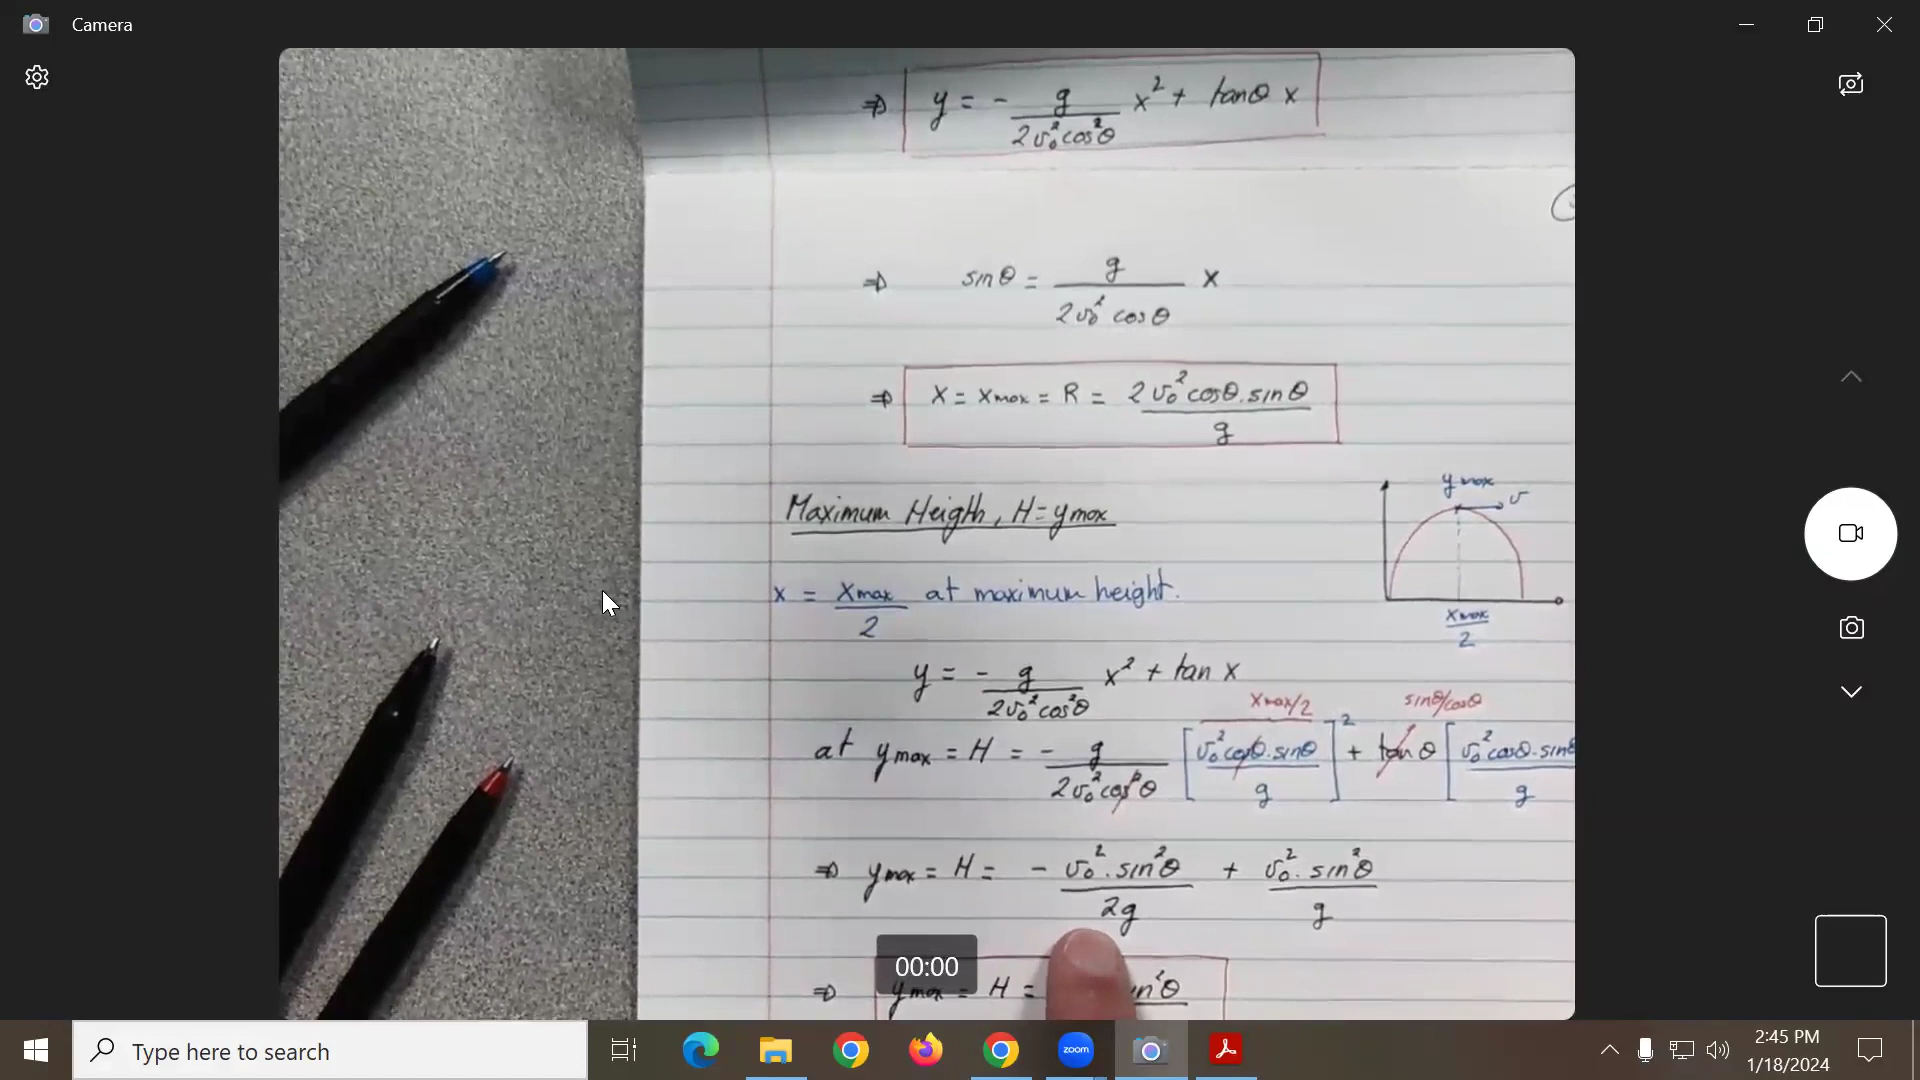 Camera
⇒ y = - g/(2v₀²cos²θ) x² + tanθ x
⇒ sinθ = g/(2v₀² cosθ) x
⇒ x = xmax = R = 2v₀²cosθ.sinθ/g
Maximum Heigth, H=ymax
ymax
v
x = xmax/2 at maximum height.
xmax/2
y = - g/(2v₀²cos²θ) x² + tan x
xmax/2 sinθ/cosθ
at ymax = H = - g/(2v₀²cos²θ) [v₀²cosθ.sinθ/g]² + tanθ [v₀²cosθ.sinθ/g
⇒ ymax = H = - v₀².sin²θ/2g + v₀².sin²θ/g
00:00
⇒ ymax = H =
Type here to search
zoom
2:45 PM
1/18/2024